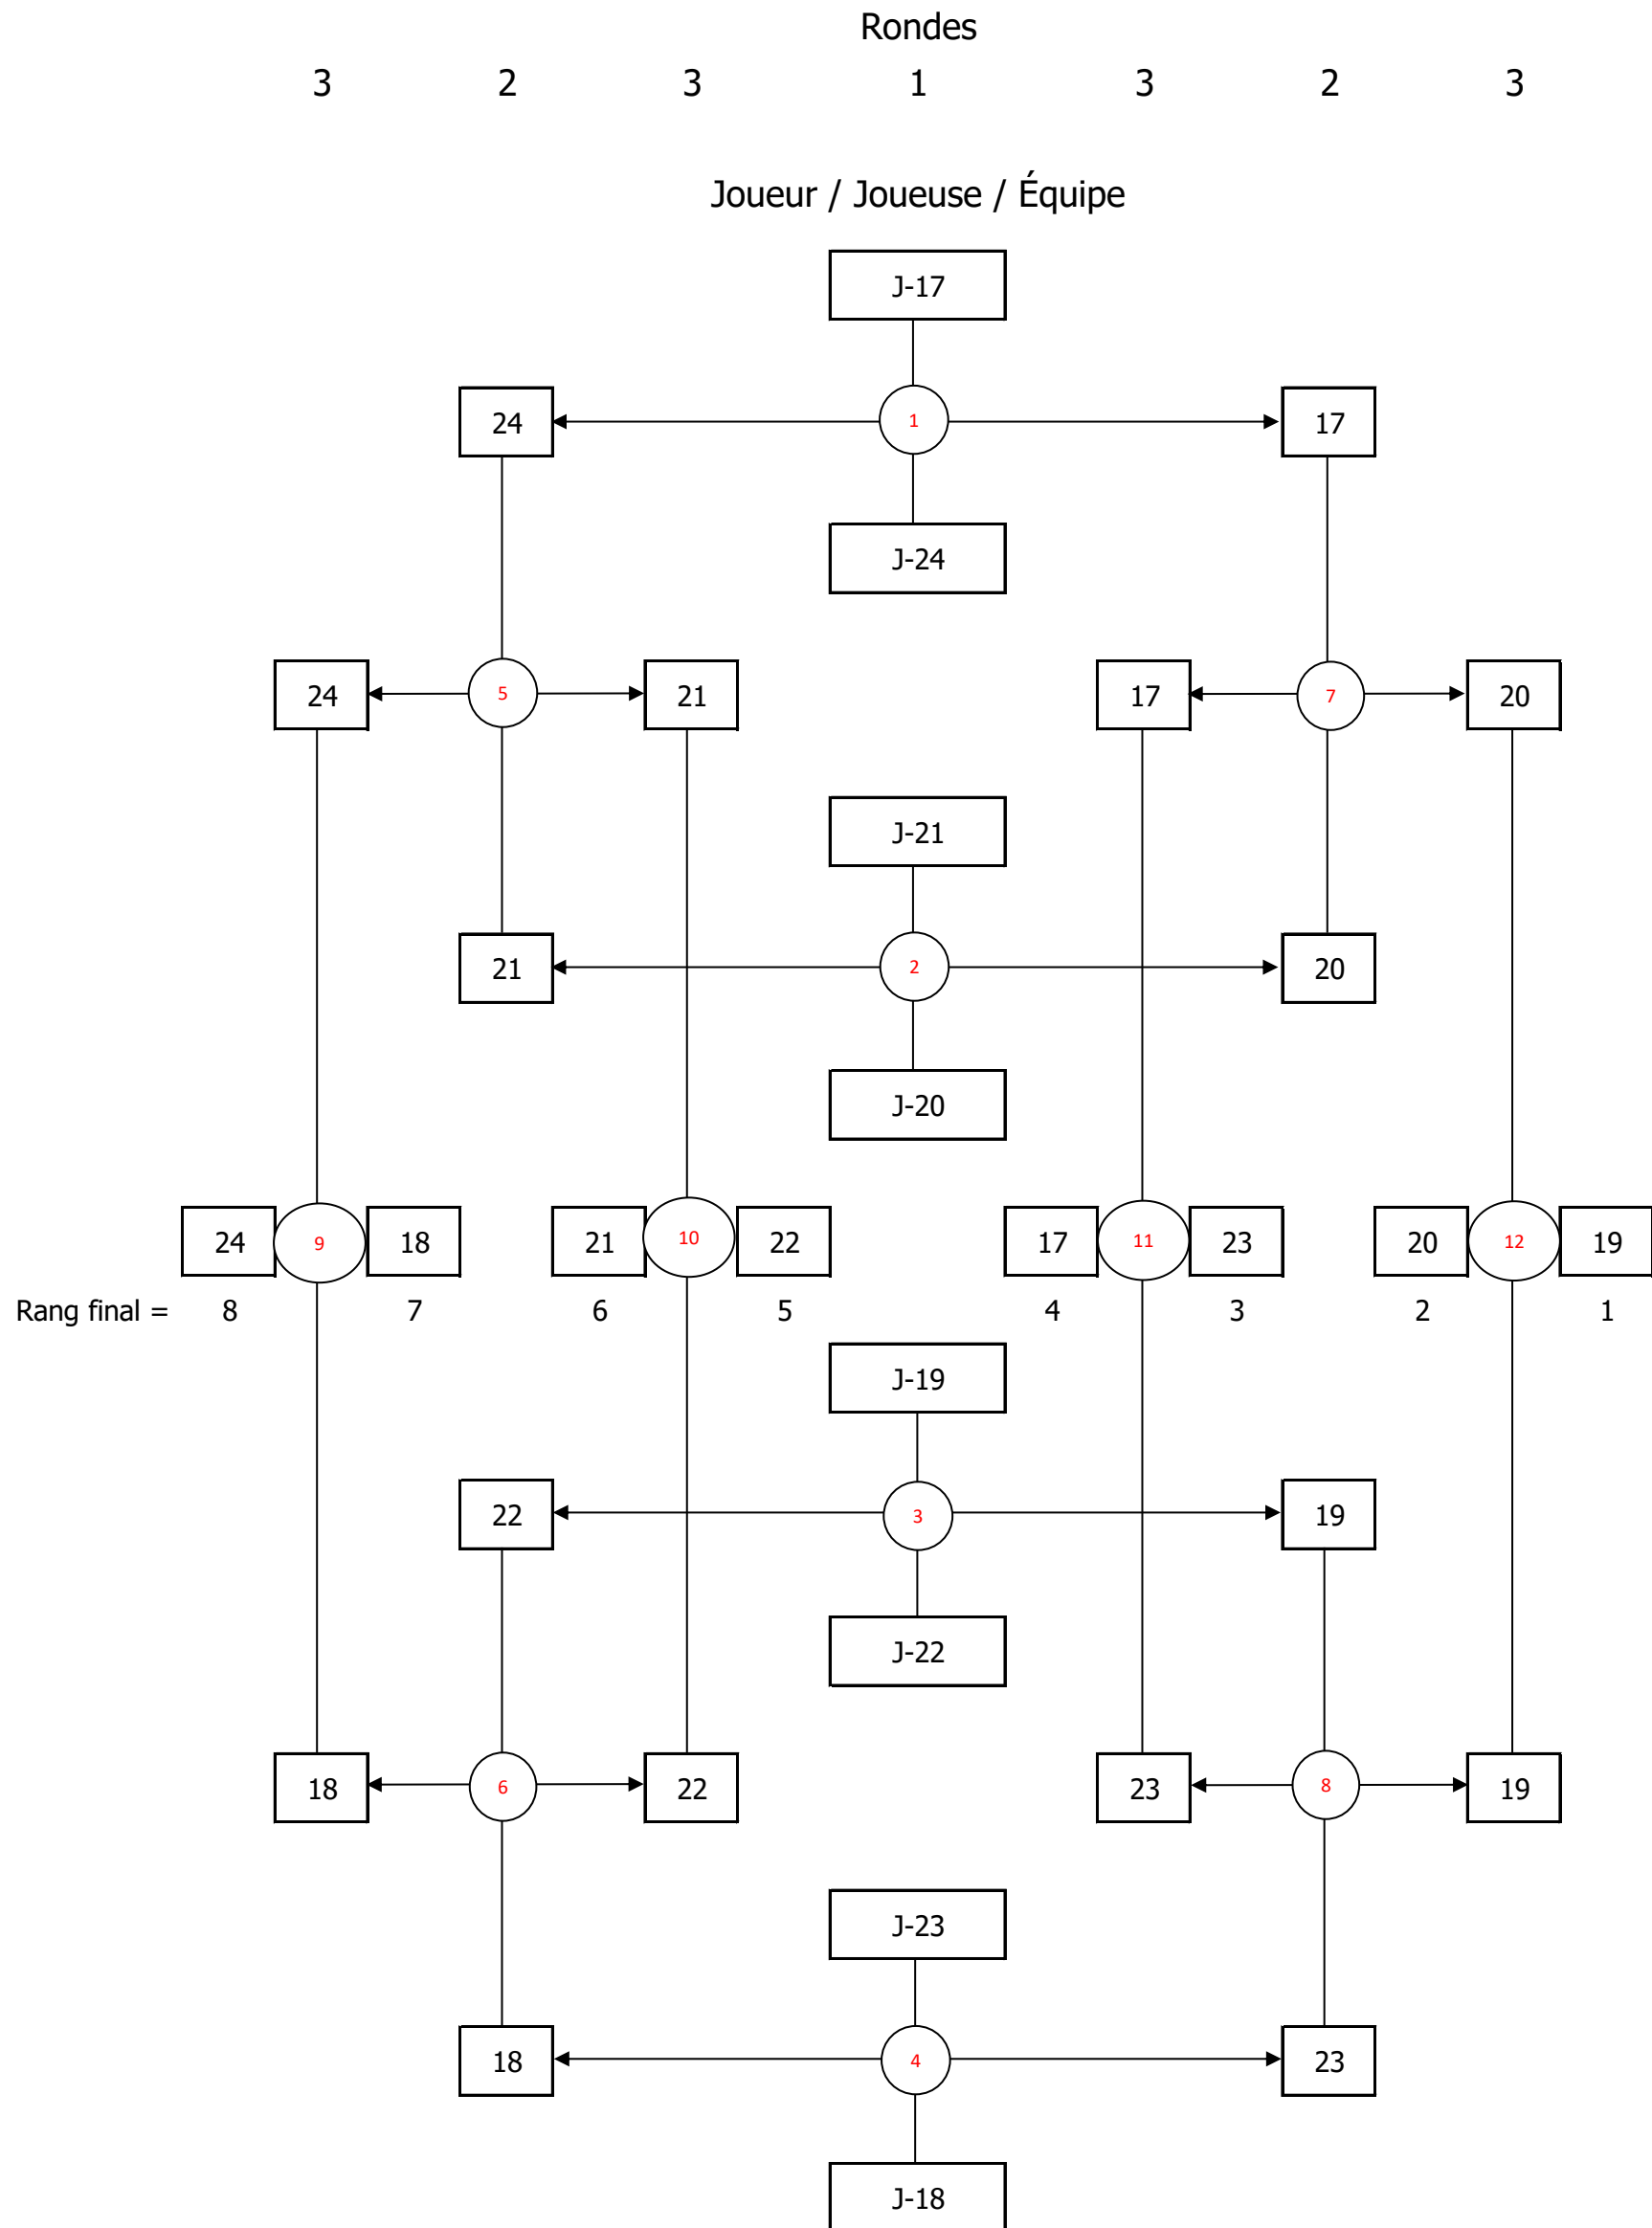 Rondes
3 2 3 1 3 2 3
Joueur / Joueuse / Équipe
J-17
24 1 17
J-24
24 5 21 17 7 20
J-21
21 2 20
J-20
24 9 18 21 10 22 17 11 23 20 12 19
Rang final = 8 7 6 5 4 3 2 1
J-19
22 3 19
J-22
18 6 22 23 8 19
J-23
18 4 23
J-18